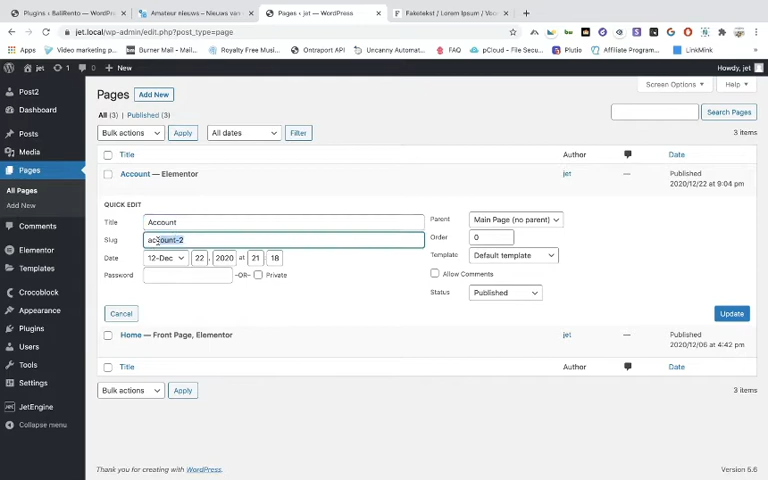 Plugins ‹ BallRento — WordPre
Amateur nieuws – Nieuws van
Pages ‹ jet — WordPress
Faketekst / Lorem Ipsum / Voo
jet.local/wp-admin/edit.php?post_type=page
Apps
Video marketing p...
Burner Mail - Mail...
Royalty Free Musi...
Ontraport API
Uncanny Automat...
FAQ
pCloud - File Secu...
Plutio
Affiliate Program...
LinkMink
jet
1
0
New
Howdy, jet
Post2
Dashboard
Posts
Media
Pages
All Pages
Add New
Comments
Elementor
Templates
Crocoblock
Appearance
Plugins
Users
Tools
Settings
JetEngine
Collapse menu
Screen Options
Help
Pages
Add New
All (3) | Published (3)
Search Pages
Bulk actions
Apply
All dates
Filter
3 items
Title
Author
Date
Account — Elementor
jet
—
Published
2020/12/22 at 9:04 pm
QUICK EDIT
Title
Account
Slug
account-2
Date
12-Dec
22
, 2020
at 21
: 18
Password
–OR–
Private
Parent
Main Page (no parent)
Order
0
Template
Default template
Allow Comments
Status
Published
Cancel
Update
Home — Front Page, Elementor
jet
—
Published
2020/12/06 at 4:42 pm
Title
Author
Date
Bulk actions
Apply
3 items
Thank you for creating with WordPress.
Version 5.6